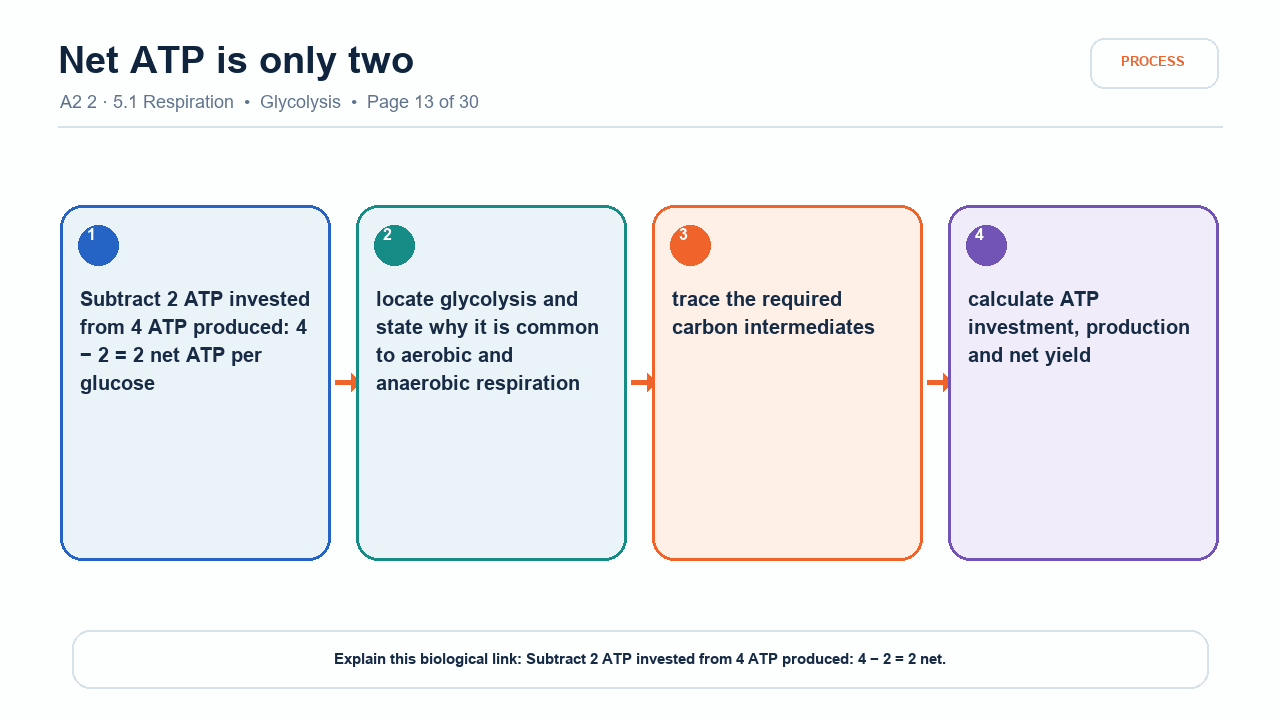 Net ATP is only two
PROCESS
A2 2 · 5.1 Respiration • Glycolysis • Page 13 of 30
1
Subtract 2 ATP invested
from 4 ATP produced: 4
− 2 = 2 net ATP per
glucose
2
locate glycolysis and
state why it is common
to aerobic and
anaerobic respiration
3
trace the required
carbon intermediates
4
calculate ATP
investment, production
and net yield
Explain this biological link: Subtract 2 ATP invested from 4 ATP produced: 4 − 2 = 2 net.